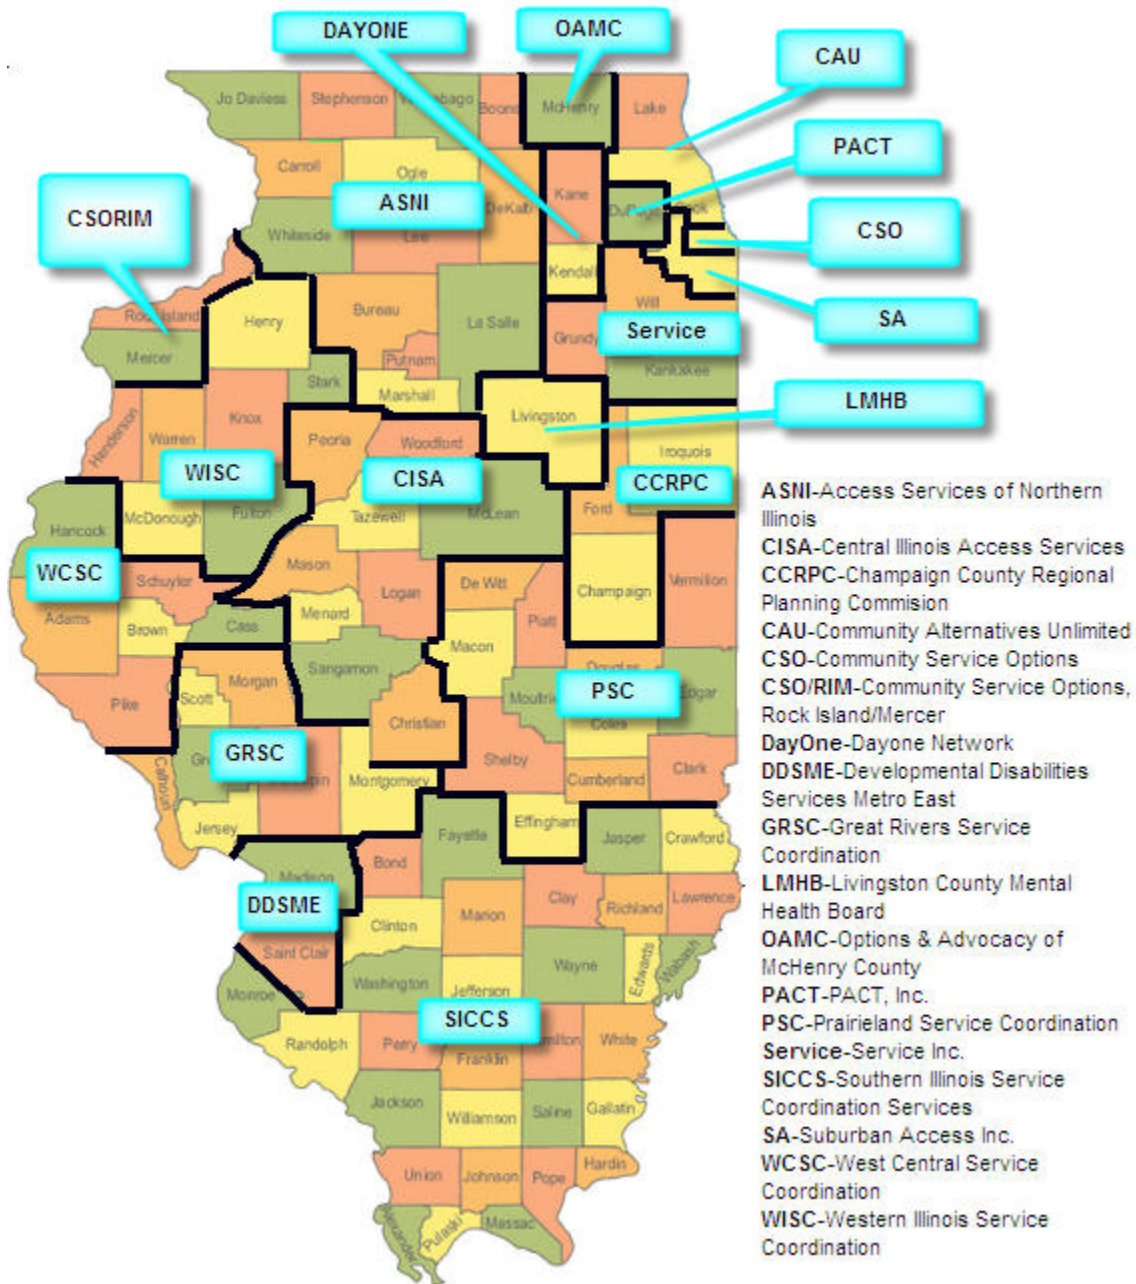 DAYONE
OAMC
CAU
PACT
CSORIM
CSO
SA
LMHB
ASNI
Service
WISC
CISA
CCRPC
WCSC
PSC
GRSC
DDSME
SICCS
Jo Daviess
Stephenson
Boone
McHenry
Lake
Carroll
Ogle
DeKalb
Kane
DuPage
Cook
Whiteside
Lee
Kendall
Rock Island
Henry
Bureau
La Salle
Will
Grundy
Mercer
Putnam
Kankakee
Stark
Marshall
Henderson
Warren
Knox
Peoria
Woodford
Livingston
Iroquois
Hancock
McDonough
Fulton
Tazewell
McLean
Ford
Schuyler
Mason
Logan
De Witt
Champaign
Vermilion
Adams
Brown
Cass
Menard
Macon
Piatt
Pike
Scott
Morgan
Sangamon
Christian
Moultrie
Douglas
Coles
Edgar
Calhoun
Montgomery
Shelby
Cumberland
Clark
Jersey
Fayette
Effingham
Jasper
Crawford
Madison
Bond
Clinton
Marion
Clay
Richland
Lawrence
Saint Clair
Washington
Jefferson
Wayne
Edwards
Wabash
Monroe
Randolph
Perry
Franklin
White
Jackson
Williamson
Saline
Gallatin
Union
Johnson
Pope
Hardin
Alexander
Pulaski
Massac
ASNI-Access Services of Northern
Illinois
CISA-Central Illinois Access Services
CCRPC-Champaign County Regional
Planning Commision
CAU-Community Alternatives Unlimited
CSO-Community Service Options
CSO/RIM-Community Service Options,
Rock Island/Mercer
DayOne-Dayone Network
DDSME-Developmental Disabilities
Services Metro East
GRSC-Great Rivers Service
Coordination
LMHB-Livingston County Mental
Health Board
OAMC-Options & Advocacy of
McHenry County
PACT-PACT, Inc.
PSC-Prairieland Service Coordination
Service-Service Inc.
SICCS-Southern Illinois Service
Coordination Services
SA-Suburban Access Inc.
WCSC-West Central Service
Coordination
WISC-Western Illinois Service
Coordination